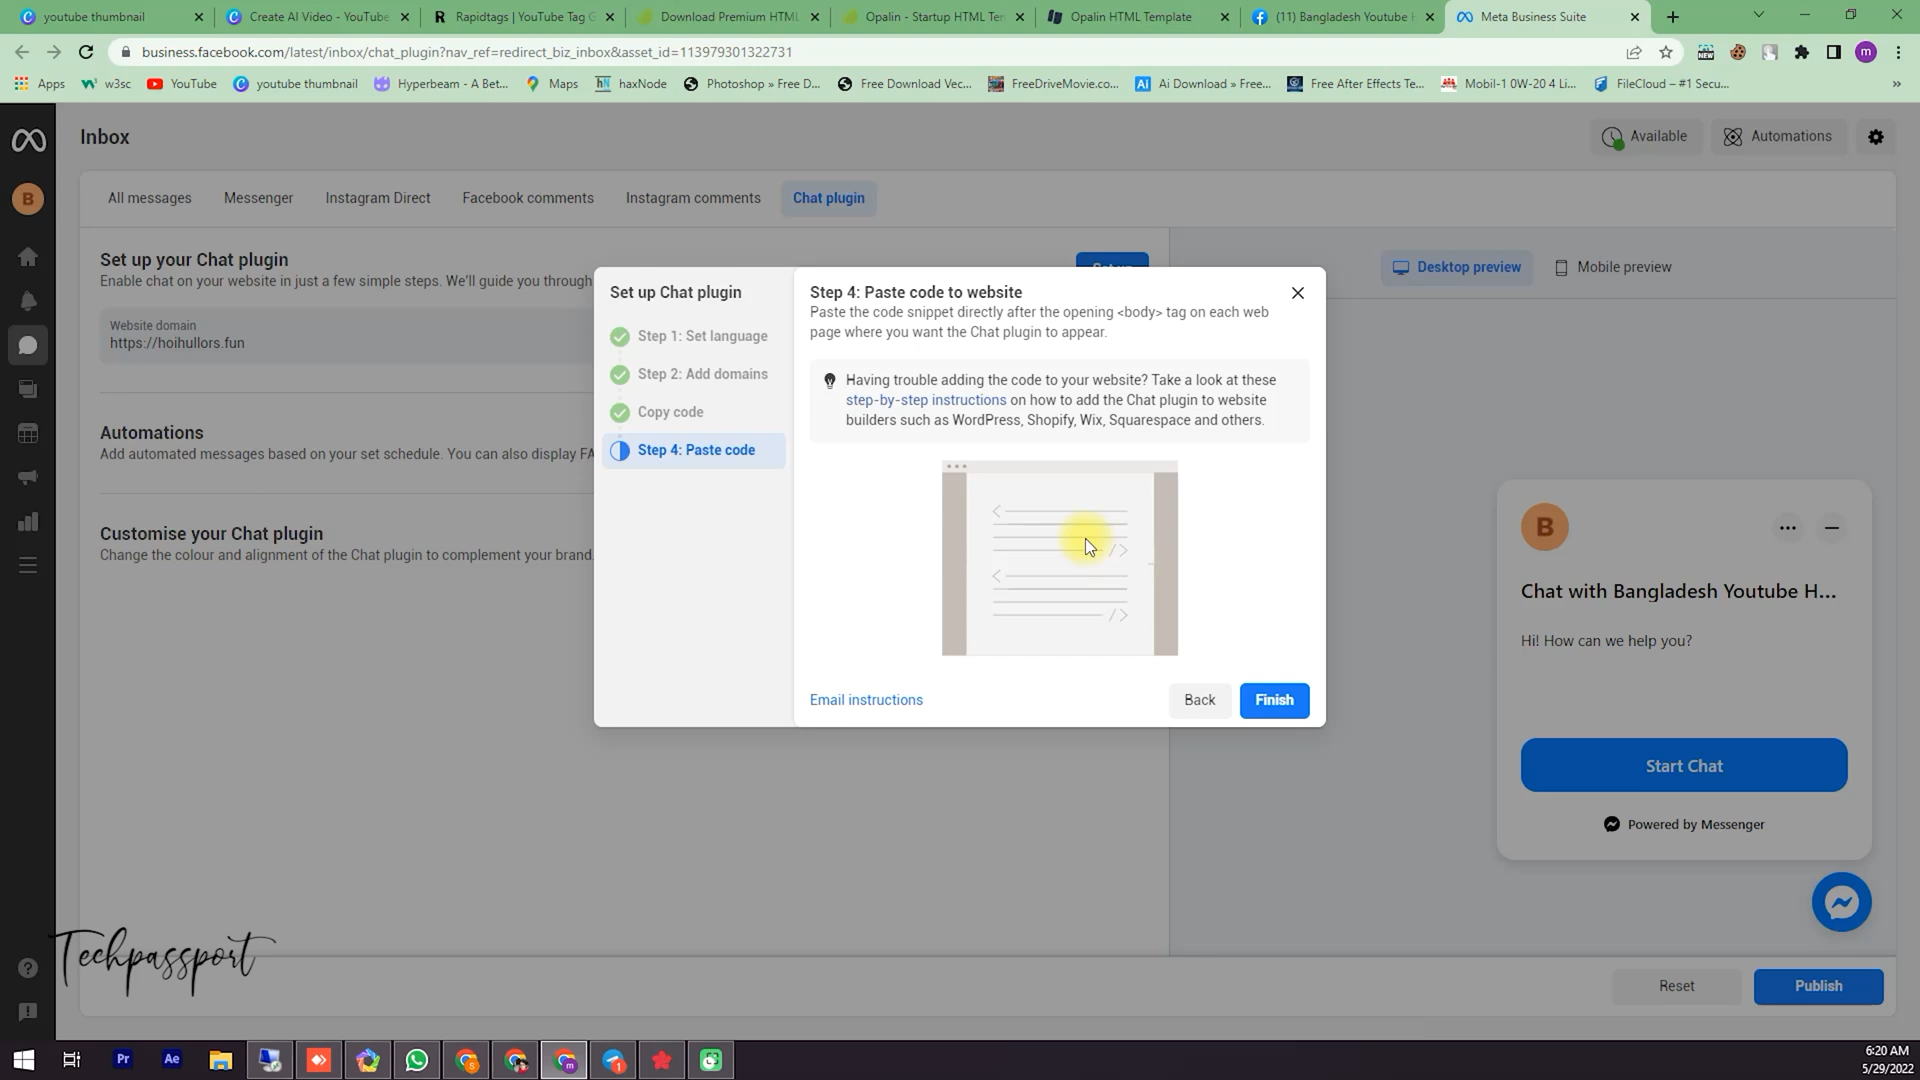 youtube thumbnail
Create AI Video - YouTube
Rapidtags | YouTube Tag G
Download Premium HTML
Opalin - Startup HTML Tem
Opalin HTML Template
(11) Bangladesh Youtube H
Meta Business Suite
business.facebook.com/latest/inbox/chat_plugin?nav_ref=redirect_biz_inbox&asset_id=113979301322731
Apps
w3sc
YouTube
youtube thumbnail
Hyperbeam - A Bet...
Maps
haxNode
Photoshop » Free D...
Free Download Vec...
FreeDriveMovie.co...
Ai Download » Free...
Free After Effects Te...
Mobil-1 0W-20 4 Li...
FileCloud – #1 Secu...
Inbox
Available
Automations
B
All messages
Messenger
Instagram Direct
Facebook comments
Instagram comments
Chat plugin
Set up your Chat plugin
Enable chat on your website in just a few simple steps. We'll guide you through
Website domain
https://hoihullors.fun
Automations
Add automated messages based on your set schedule. You can also display FA
Customise your Chat plugin
Change the colour and alignment of the Chat plugin to complement your brand.
Set up Chat plugin
Step 1: Set language
Step 2: Add domains
Copy code
Step 4: Paste code
Step 4: Paste code to website
Paste the code snippet directly after the opening <body> tag on each web
page where you want the Chat plugin to appear.
Having trouble adding the code to your website? Take a look at these
step-by-step instructions on how to add the Chat plugin to website
builders such as WordPress, Shopify, Wix, Squarespace and others.
Email instructions
Back
Finish
Desktop preview
Mobile preview
B
Chat with Bangladesh Youtube H...
Hi! How can we help you?
Start Chat
Powered by Messenger
Reset
Publish
Techpassport
Pr
Ae
6:20 AM
5/29/2022